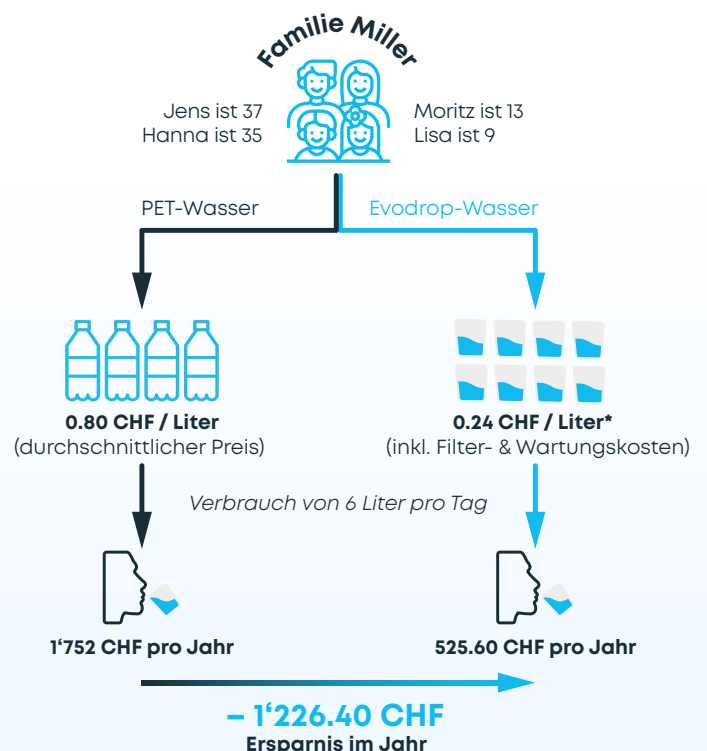 Familie Miller
Jens ist 37
Hanna ist 35
Moritz ist 13
Lisa ist 9
PET-Wasser
Evodrop-Wasser
0.80 CHF / Liter
(durchschnittlicher Preis)
0.24 CHF / Liter*
(inkl. Filter- & Wartungskosten)
Verbrauch von 6 Liter pro Tag
1‘752 CHF pro Jahr
525.60 CHF pro Jahr
– 1‘226.40 CHF
Ersparnis im Jahr